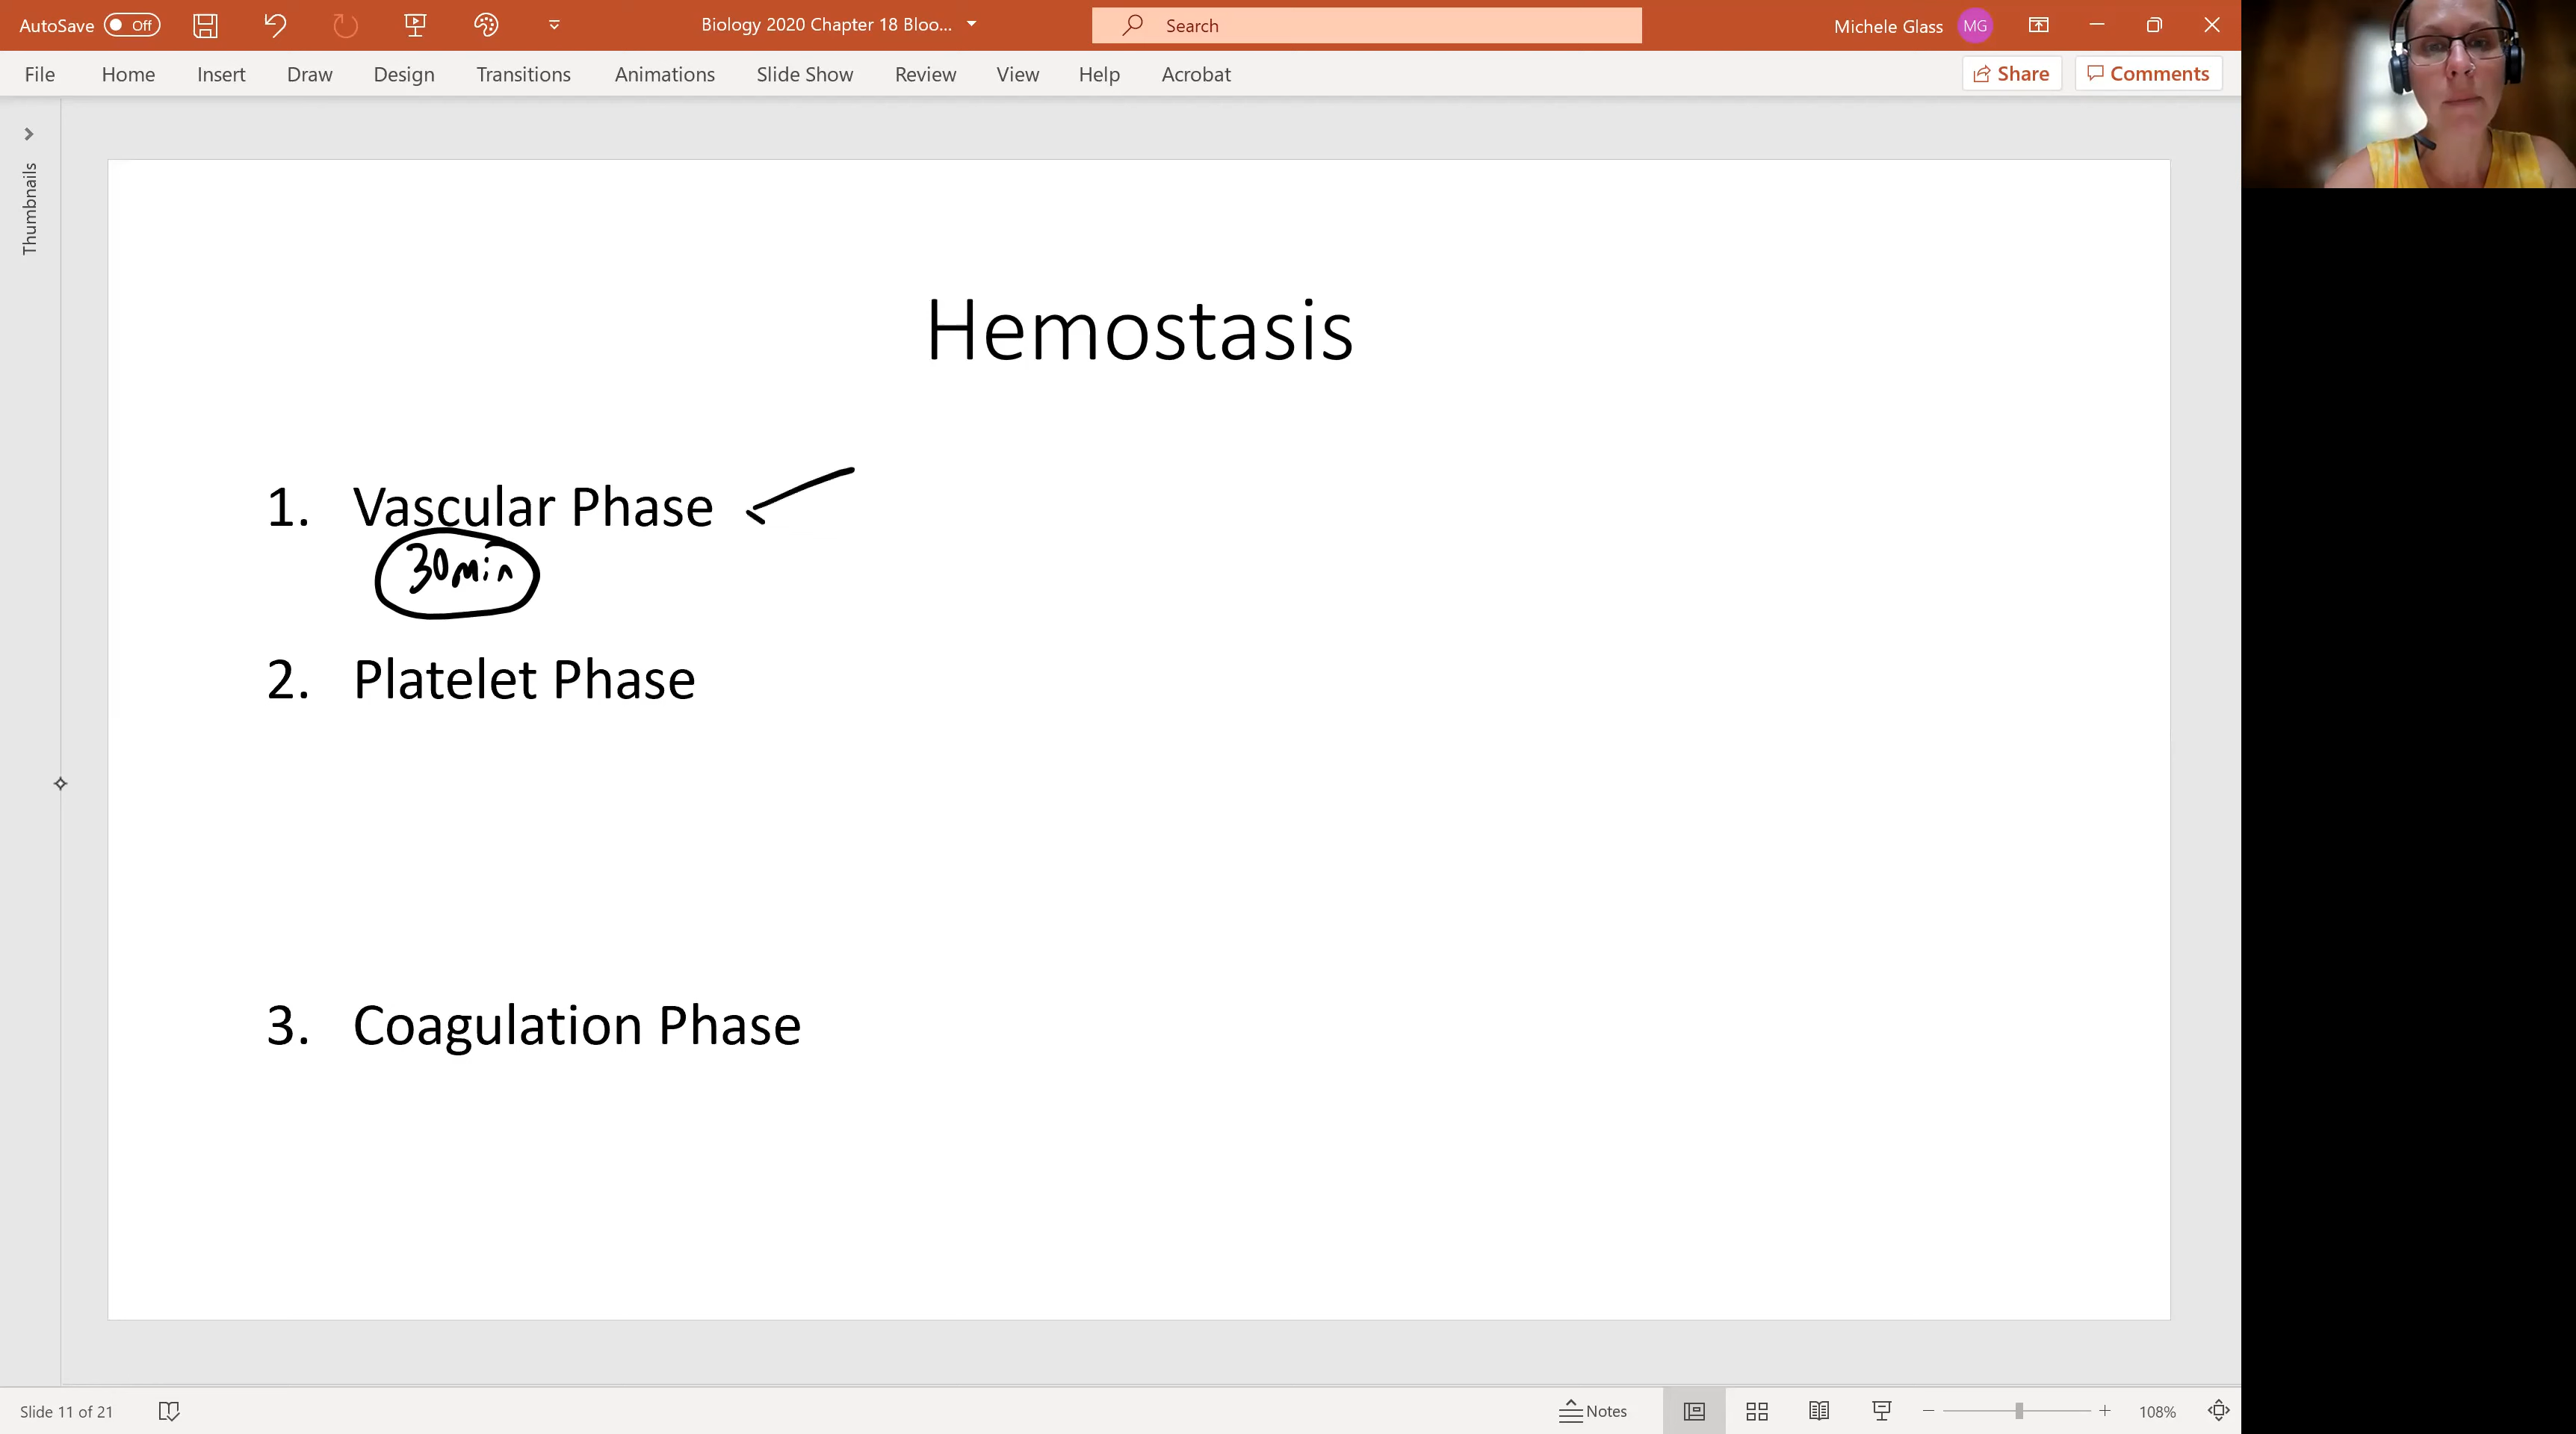 AutoSave Off Biology 2020 Chapter 18 Bloo... Search Michele Glass MG
File Home Insert Draw Design Transitions Animations Slide Show Review View Help Acrobat Share Comments
Thumbnails
Hemostasis
1. Vascular Phase
30min
2. Platelet Phase
3. Coagulation Phase
Slide 11 of 21 Notes 108%